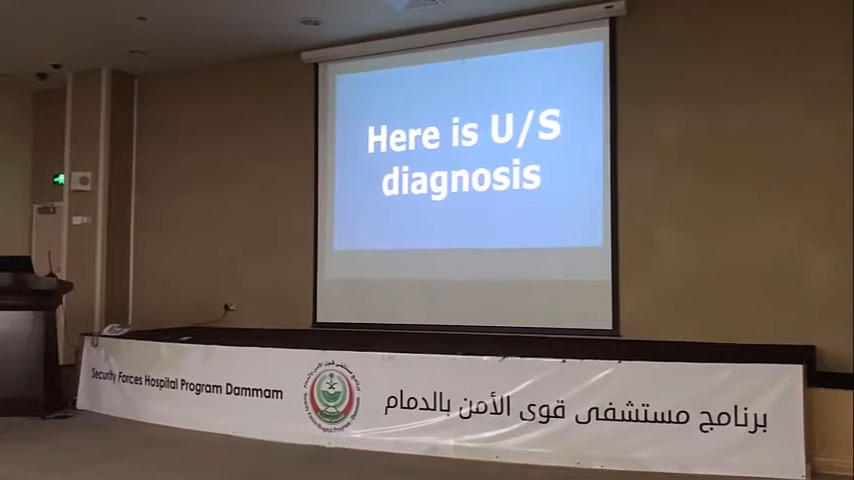 Here is U/S
diagnosis
Security Forces Hospital Program Dammam
برنامج مستشفى قوى الأمن بالدمام